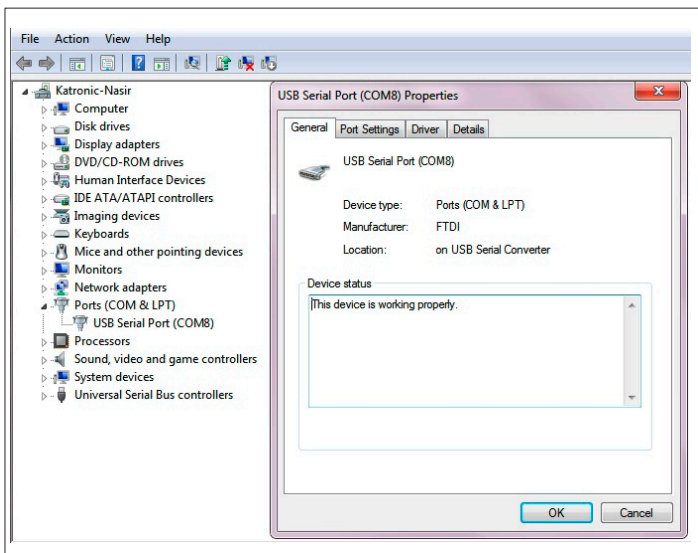 File Action View Help
Katronic-Nasir
Computer
Disk drives
Display adapters
DVD/CD-ROM drives
Human Interface Devices
IDE ATA/ATAPI controllers
Imaging devices
Keyboards
Mice and other pointing devices
Monitors
Network adapters
Ports (COM & LPT)
USB Serial Port (COM8)
Processors
Sound, video and game controllers
System devices
Universal Serial Bus controllers
USB Serial Port (COM8) Properties
General Port Settings Driver Details
USB Serial Port (COM8)
Device type: Ports (COM & LPT)
Manufacturer: FTDI
Location: on USB Serial Converter
Device status
This device is working properly.
OK Cancel